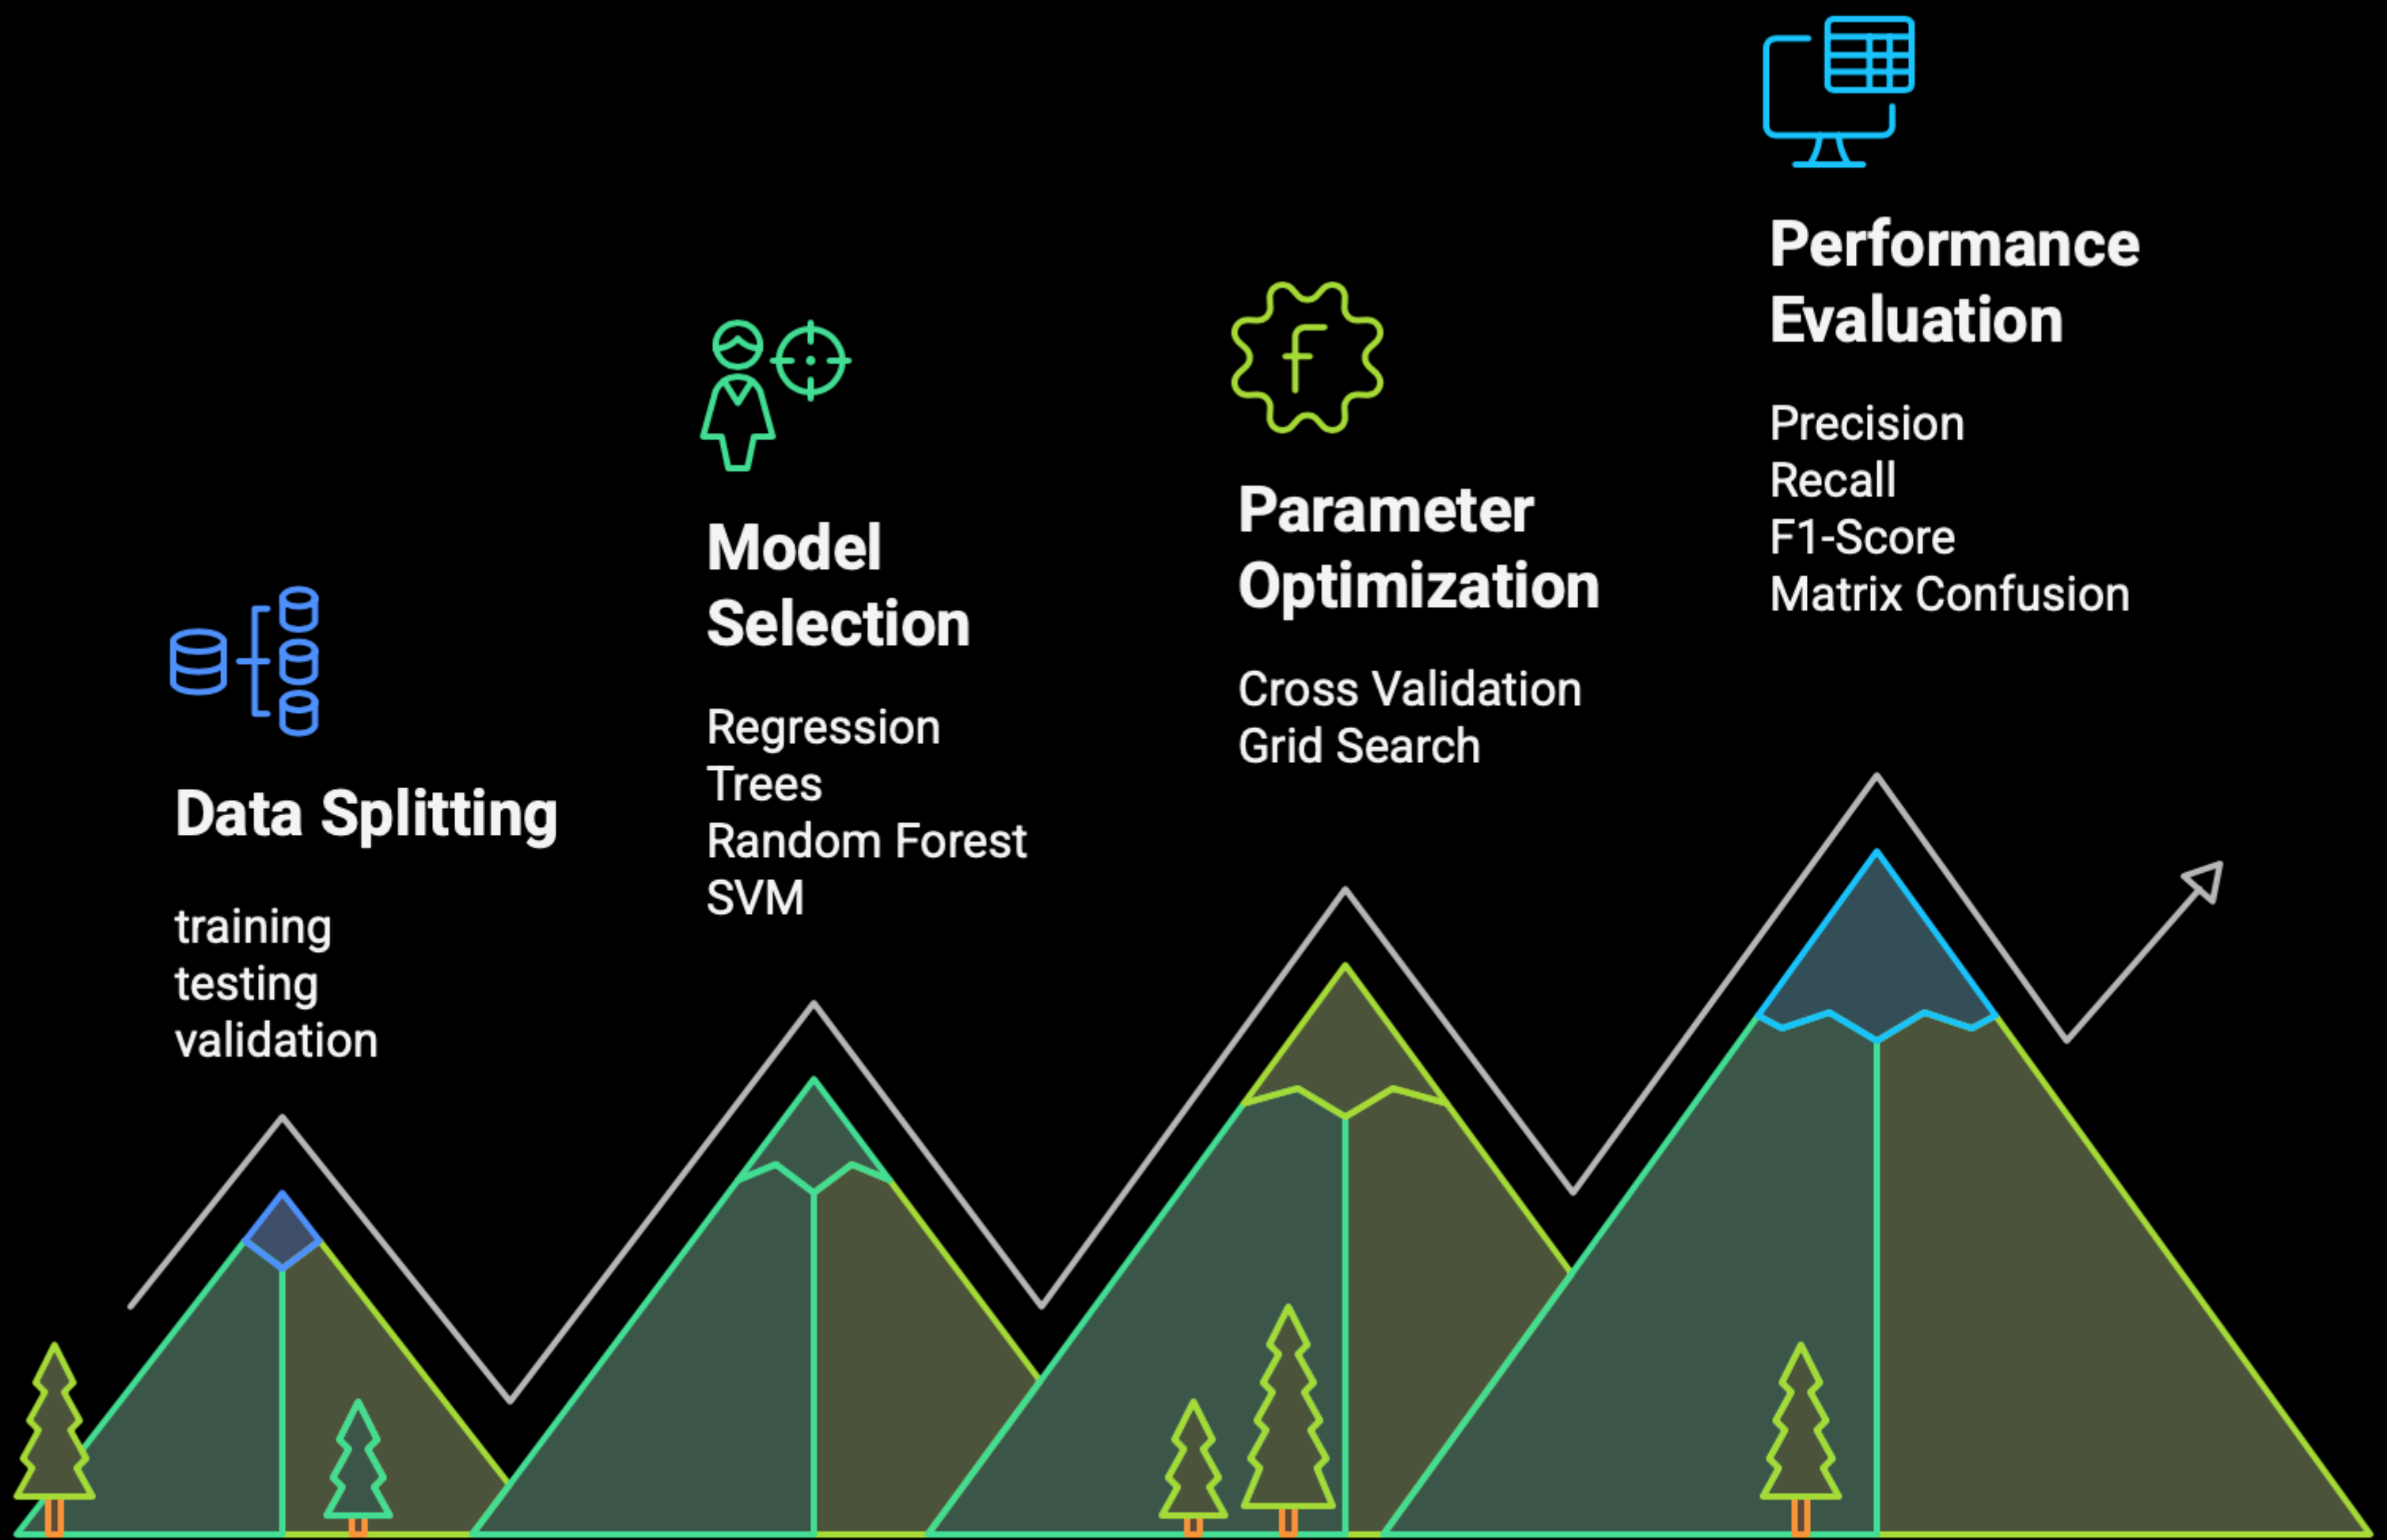 Data Splitting
training
testing
validation
Model
Selection
Regression
Trees
Random Forest
SVM
f
Parameter
Optimization
Cross Validation
Grid Search
Performance
Evaluation
Precision
Recall
F1-Score
Matrix Confusion